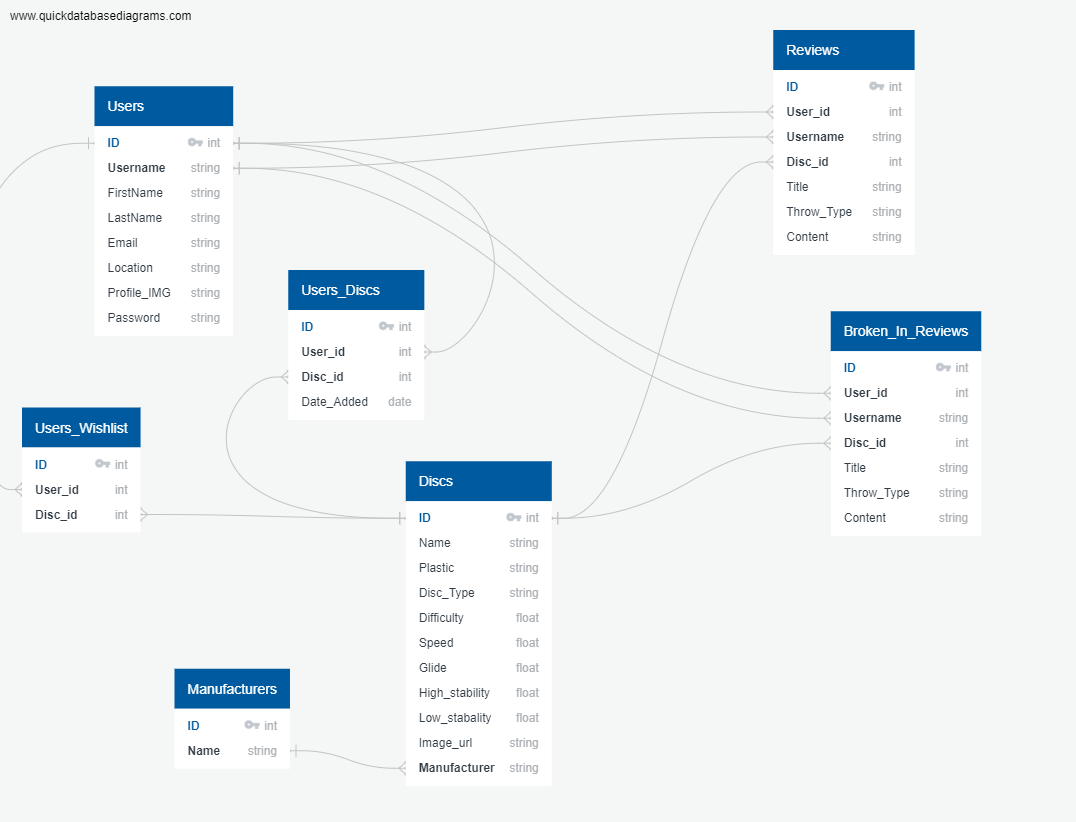 www.quickdatabasediagrams.com
Users
ID int
Username string
FirstName string
LastName string
Email string
Location string
Profile_IMG string
Password string
Reviews
ID int
User_id int
Username string
Disc_id int
Title string
Throw_Type string
Content string
Users_Discs
ID int
User_id int
Disc_id int
Date_Added date
Broken_In_Reviews
ID int
User_id int
Username string
Disc_id int
Title string
Throw_Type string
Content string
Users_Wishlist
ID int
User_id int
Disc_id int
Discs
ID int
Name string
Plastic string
Disc_Type string
Difficulty float
Speed float
Glide float
High_stability float
Low_stabality float
Image_url string
Manufacturer string
Manufacturers
ID int
Name string